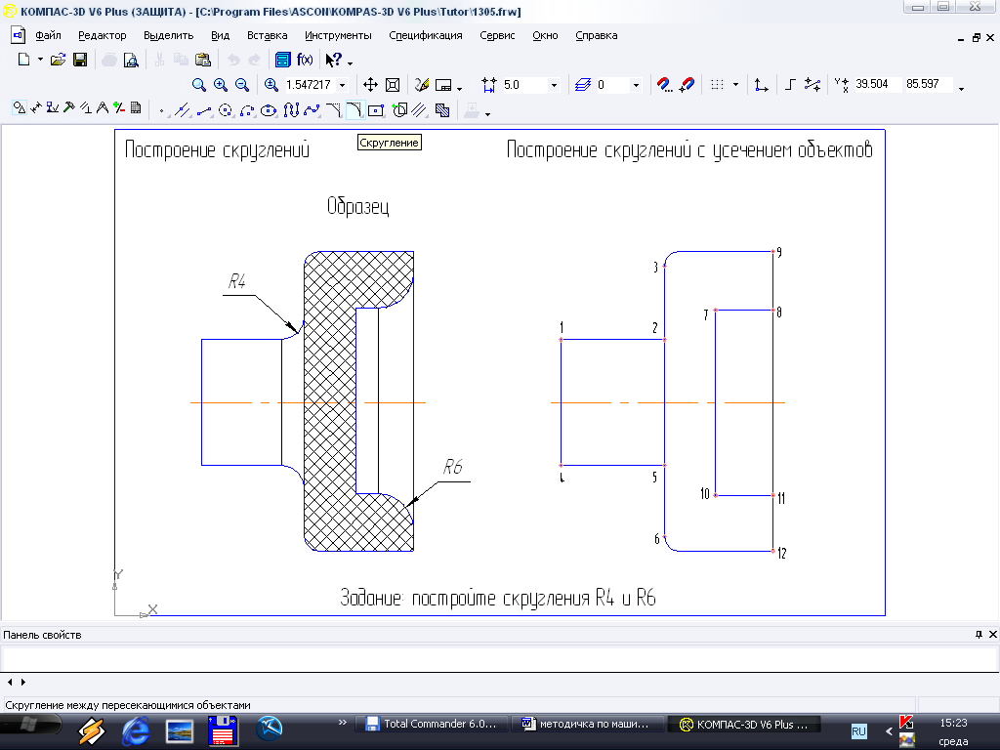 КОМПАС-3D V6 Plus (ЗАЩИТА) - [C:\Program Files\ASCON\KOMPAS-3D V6 Plus\Tutor\1305.frw]
Файл Редактор Выделить Вид Вставка Инструменты Спецификация Сервис Окно Справка
f(x)
1.547217 5.0 0 39.504 85.597
Скругление
Построение скруглений Построение скруглений с усечением объектов
Образец
9
3
R4
7 8
1 2
R6
4 5
10 11
6
12
Y
Задание: постройте скругления R4 и R6
X
Панель свойств
Скругление между пересекающимися объектами
Total Commander 6.0... методичка по маши... КОМПАС-3D V6 Plus ... RU 15:23
среда